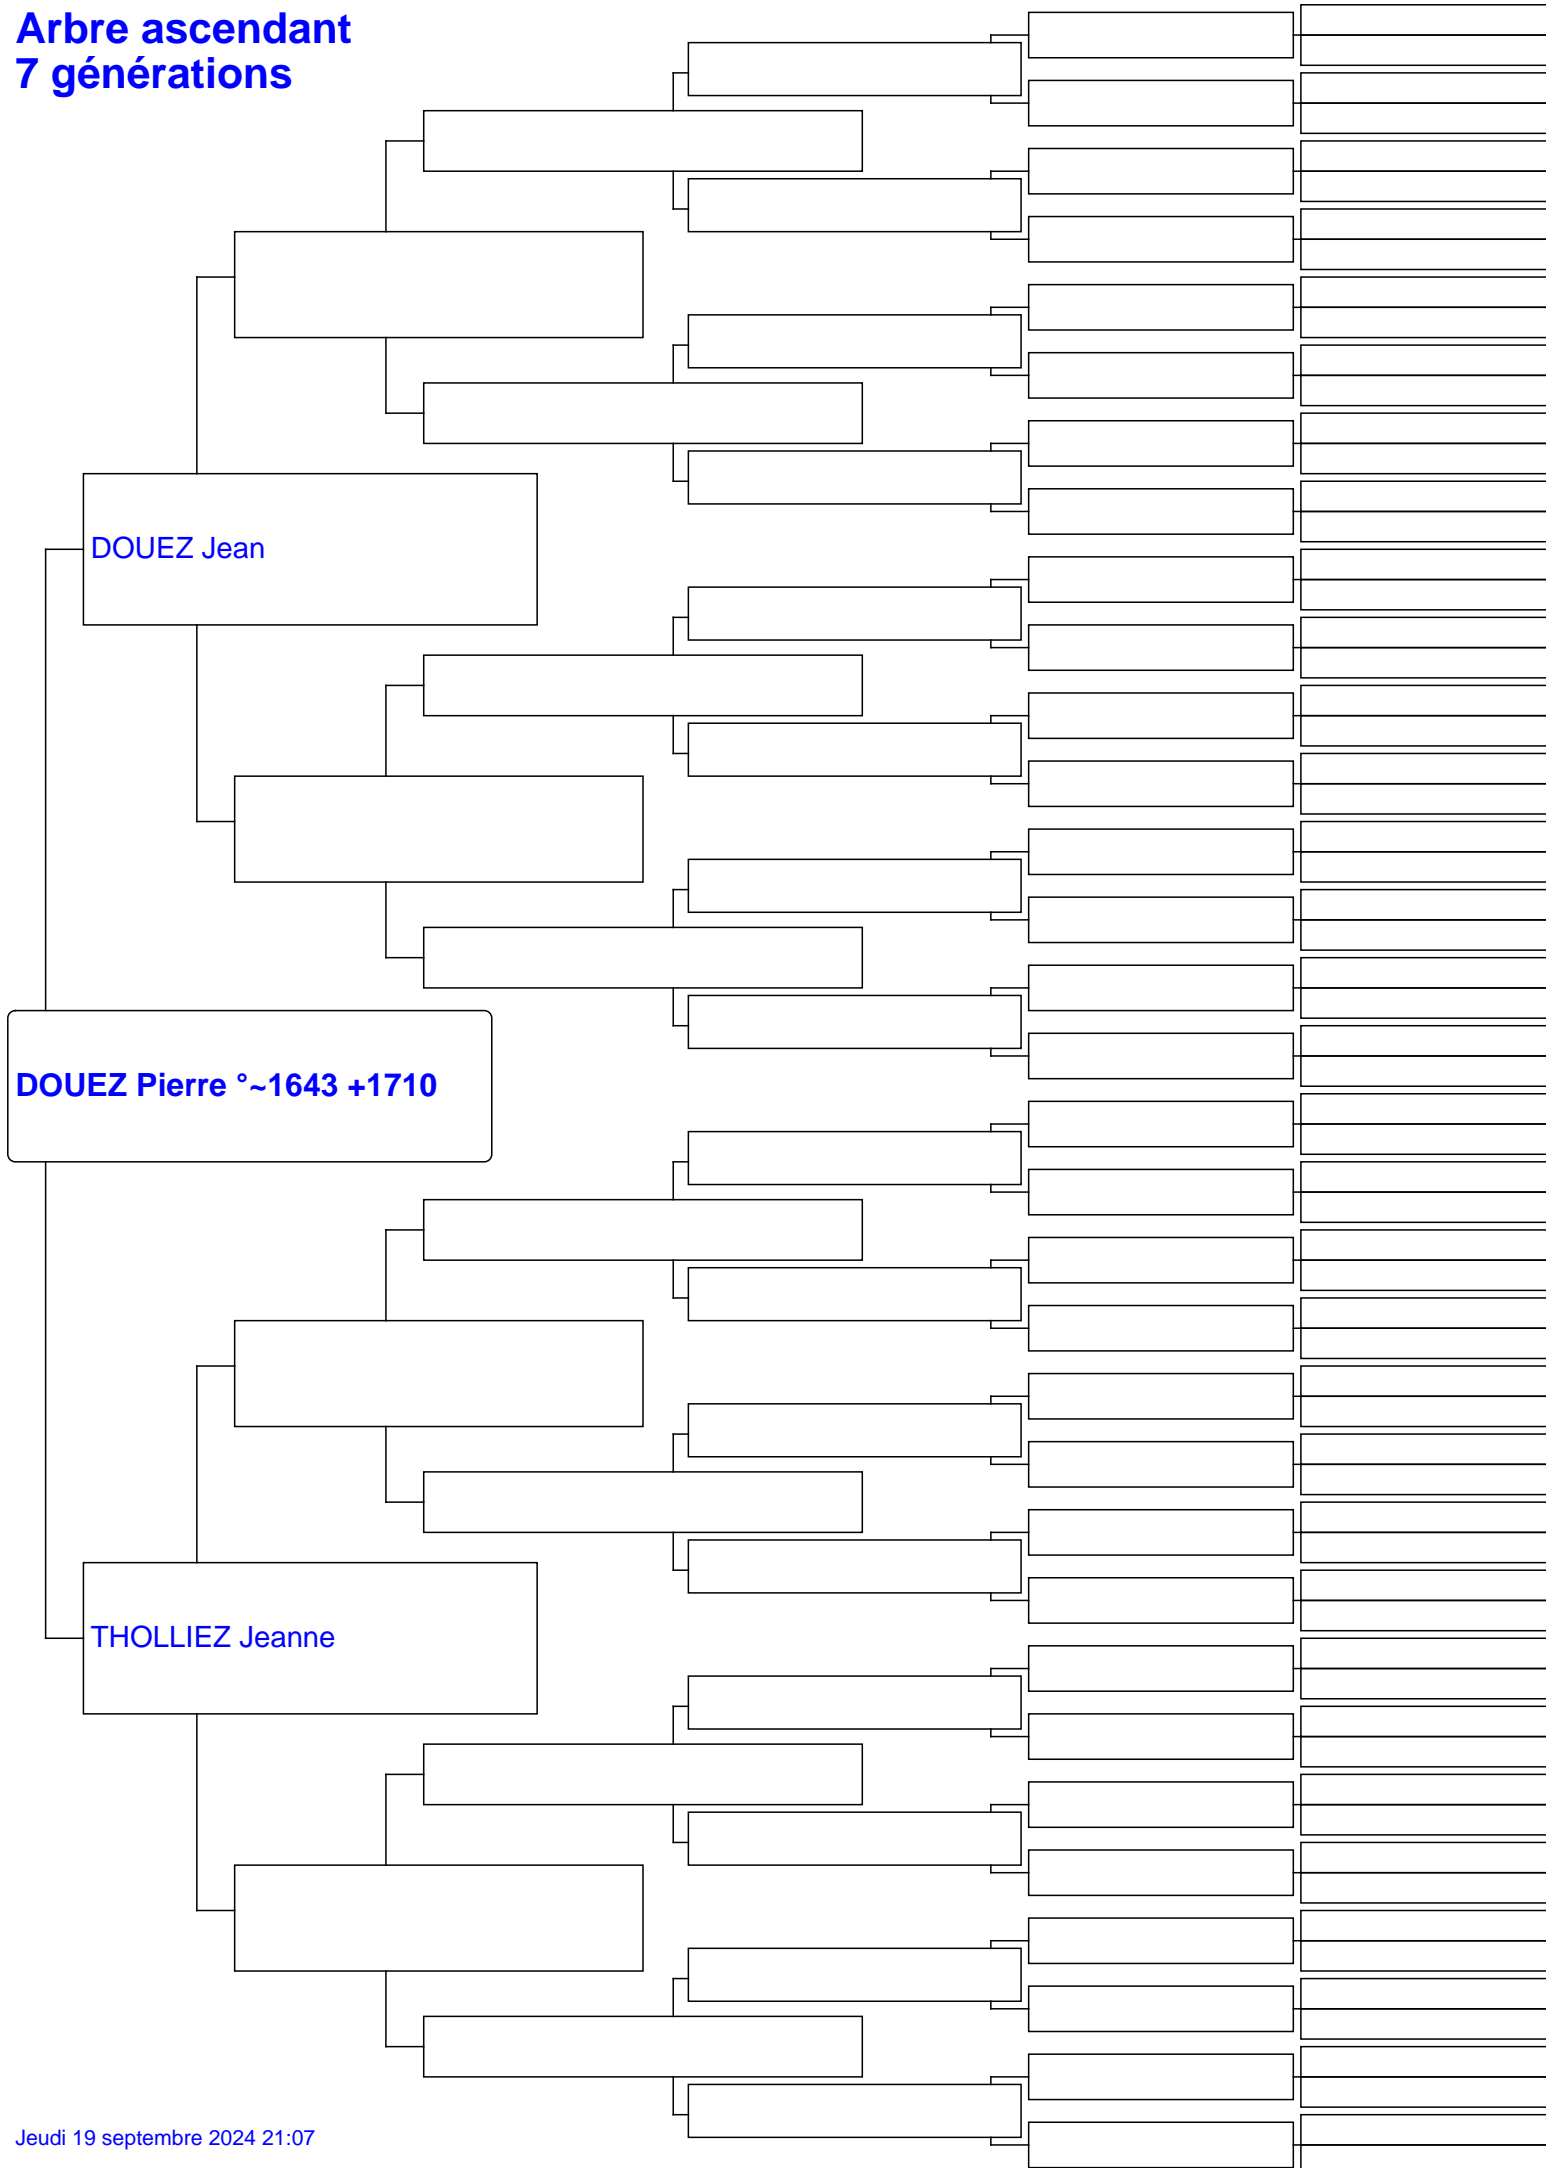 Arbre ascendant
7 générations
DOUEZ Jean
DOUEZ Pierre °~1643 +1710
THOLLIEZ Jeanne
Jeudi 19 septembre 2024 21:07